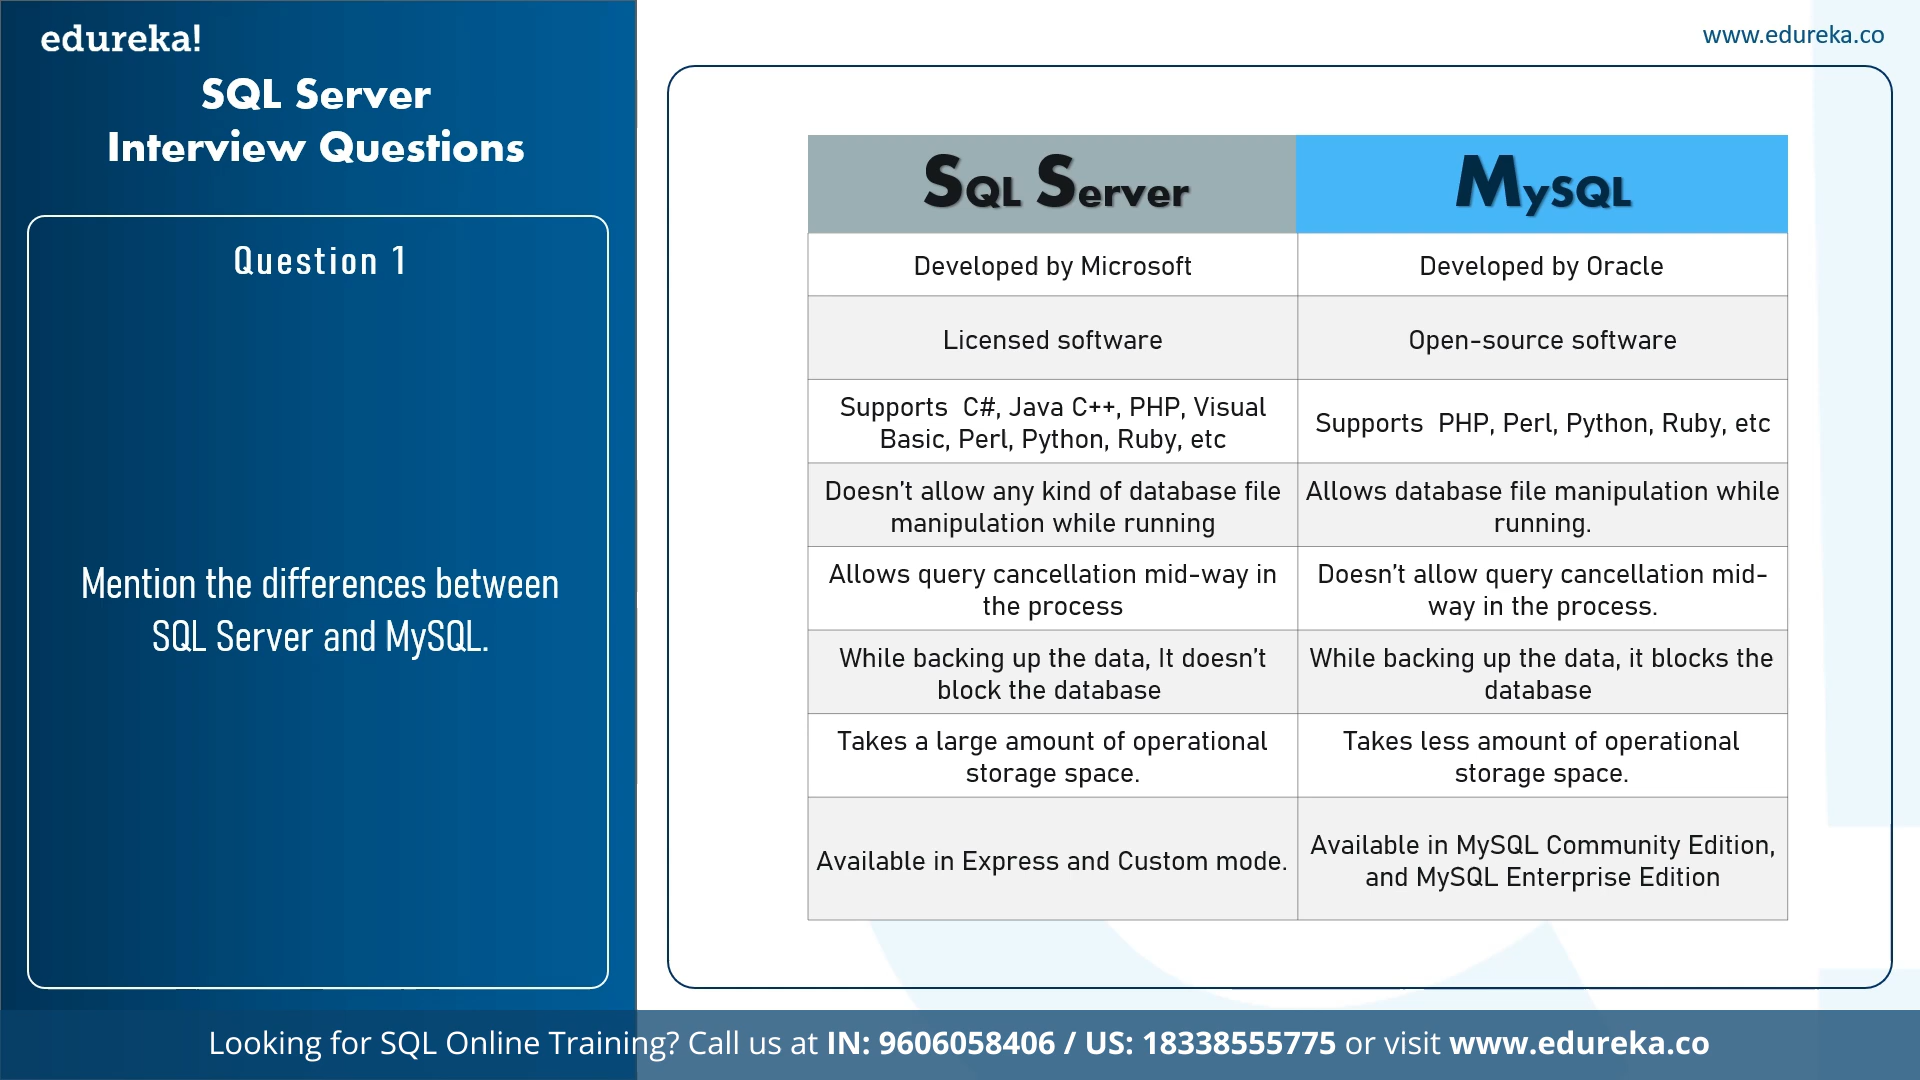 edureka!
www.edureka.co
SQL Server
Interview Questions
Question 1
Mention the differences between
SQL Server and MySQL.
SQL Server
MySQL
Developed by Microsoft
Developed by Oracle
Licensed software
Open-source software
Supports C#, Java C++, PHP, Visual
Basic, Perl, Python, Ruby, etc
Supports PHP, Perl, Python, Ruby, etc
Doesn't allow any kind of database file
manipulation while running
Allows database file manipulation while
running.
Allows query cancellation mid-way in
the process
Doesn't allow query cancellation mid-
way in the process.
While backing up the data, It doesn't
block the database
While backing up the data, it blocks the
database
Takes a large amount of operational
storage space.
Takes less amount of operational
storage space.
Available in Express and Custom mode.
Available in MySQL Community Edition,
and MySQL Enterprise Edition
Looking for SQL Online Training? Call us at IN: 9606058406 / US: 18338555775 or visit www.edureka.co